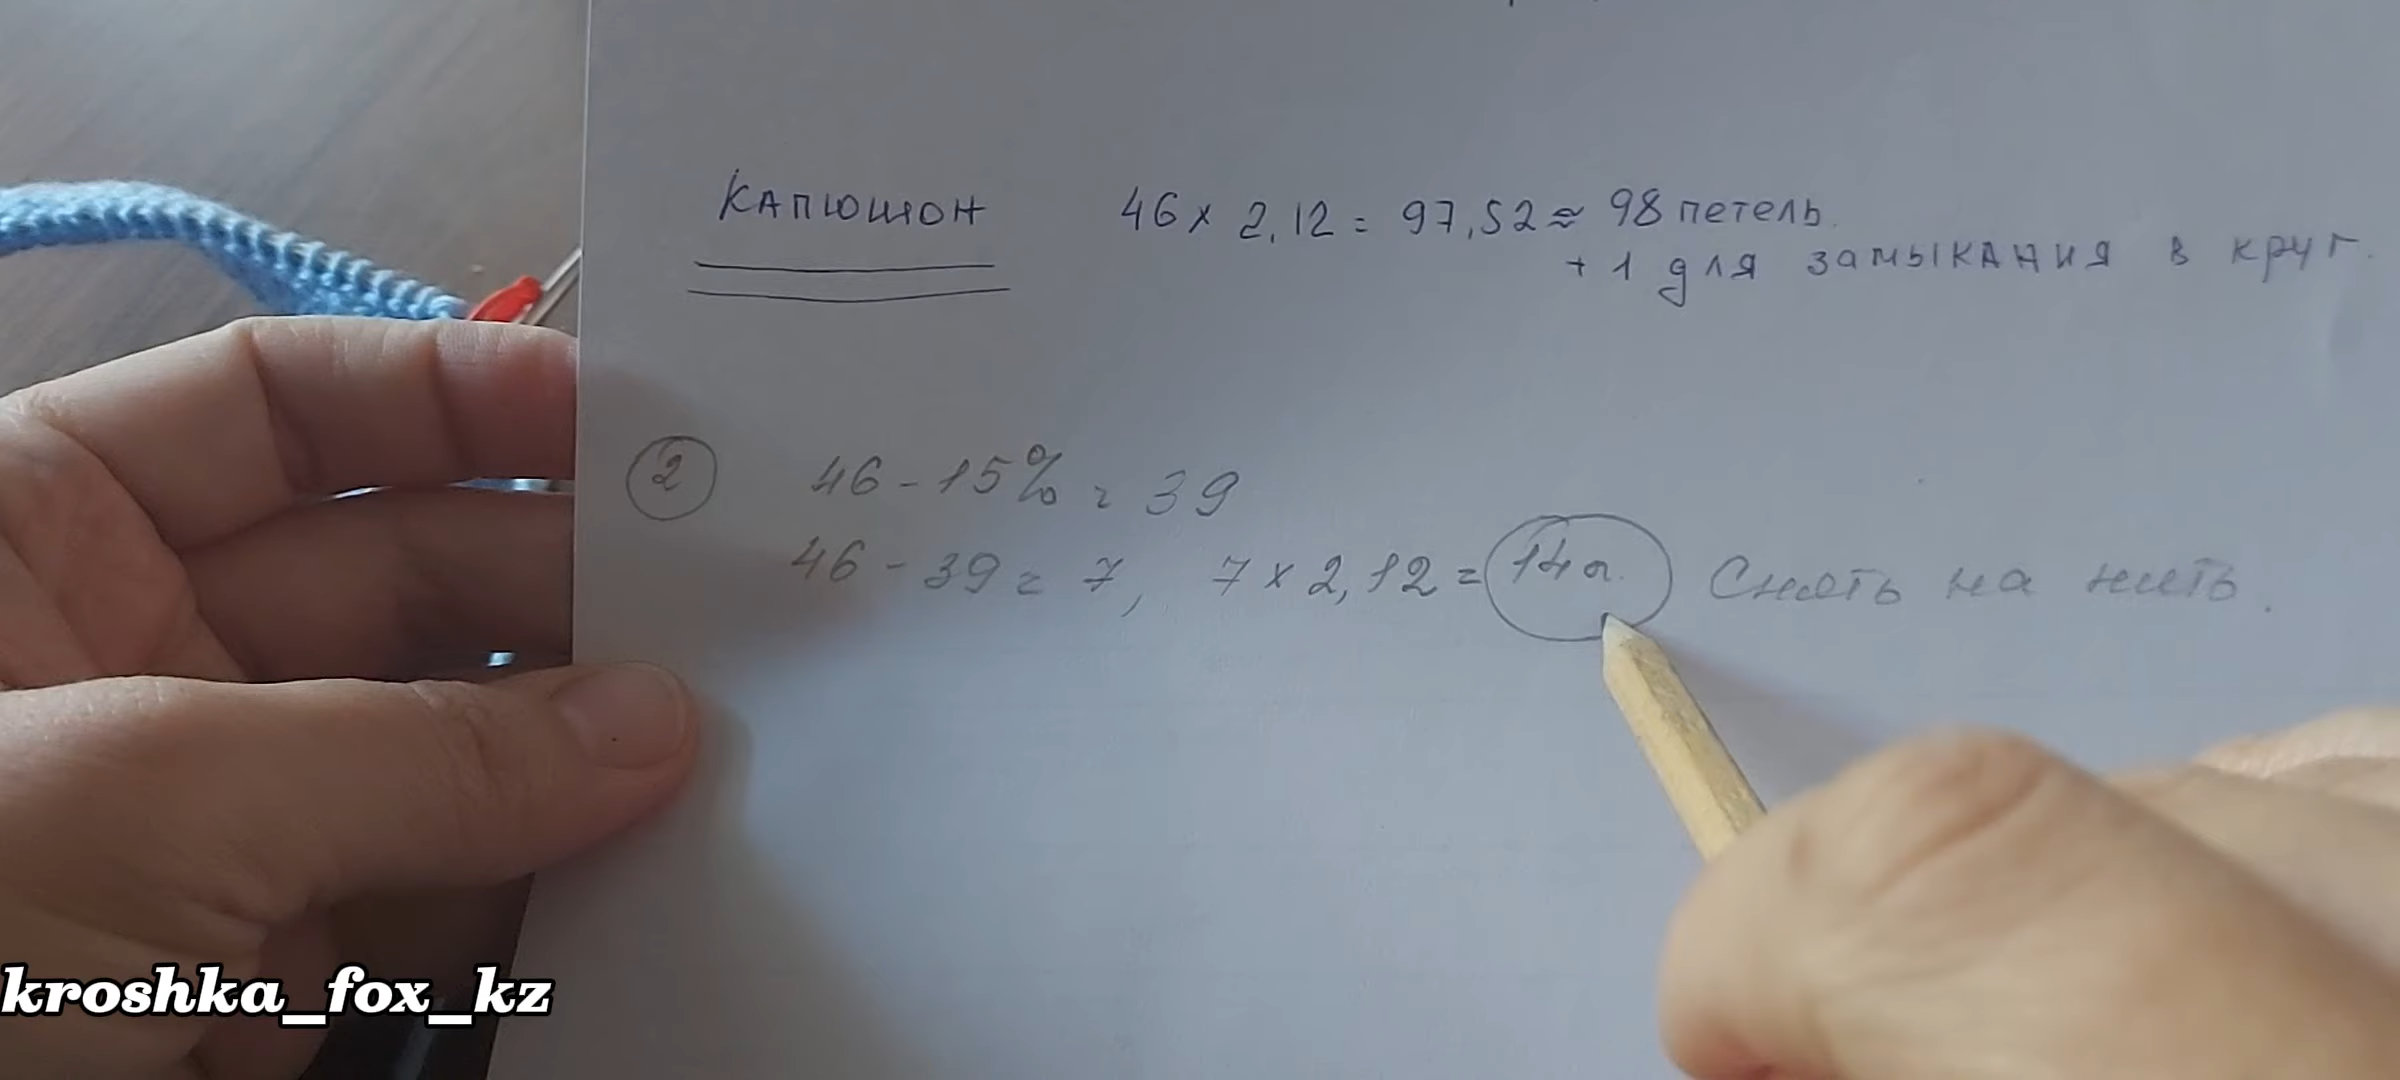 КАПЮШОН 46 x 2,12 = 97,52 ≈ 98 петель.
+ 1 для замыкания в круг.
2 46 - 15% = 39
46 - 39 = 7, 7 x 2,12 = 14п. Снять на нить.
kroshka_fox_kz